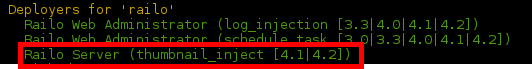 Deployers for 'railo'
Railo Web Administrator (log_injection [3.3|4.0|4.1|4.2])
Railo Web Administrator (schedule_task [3.0|3.3|4.0|4.1|4.2])
Railo Server (thumbnail_inject [4.1|4.2])